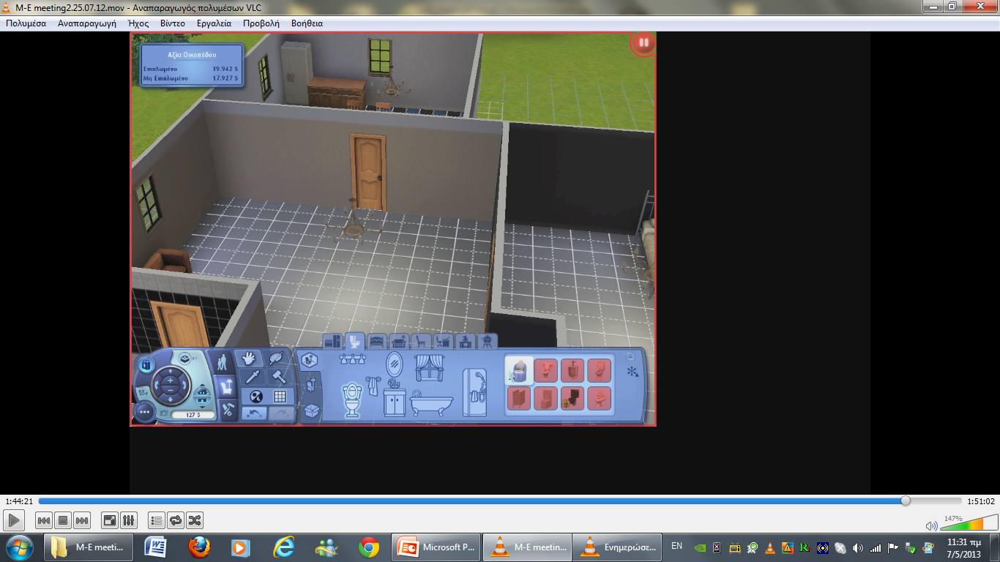 M-E meeting2.25.07.12.mov - Αναπαραγωγός πολυμέσων VLC
Πολυμέσα Αναπαραγωγή Ήχος Βίντεο Εργαλεία Προβολή Βοήθεια
Αξία Οικοπέδου
Επιπλωμένο 19.942 §
Μη Επιπλωμένο 17.927 §
127 §
1:44:21 1:51:02
147%
M-E meeti... Microsoft P... M-E meetin... Ενημερώσε... EN 11:31 πμ
7/5/2013